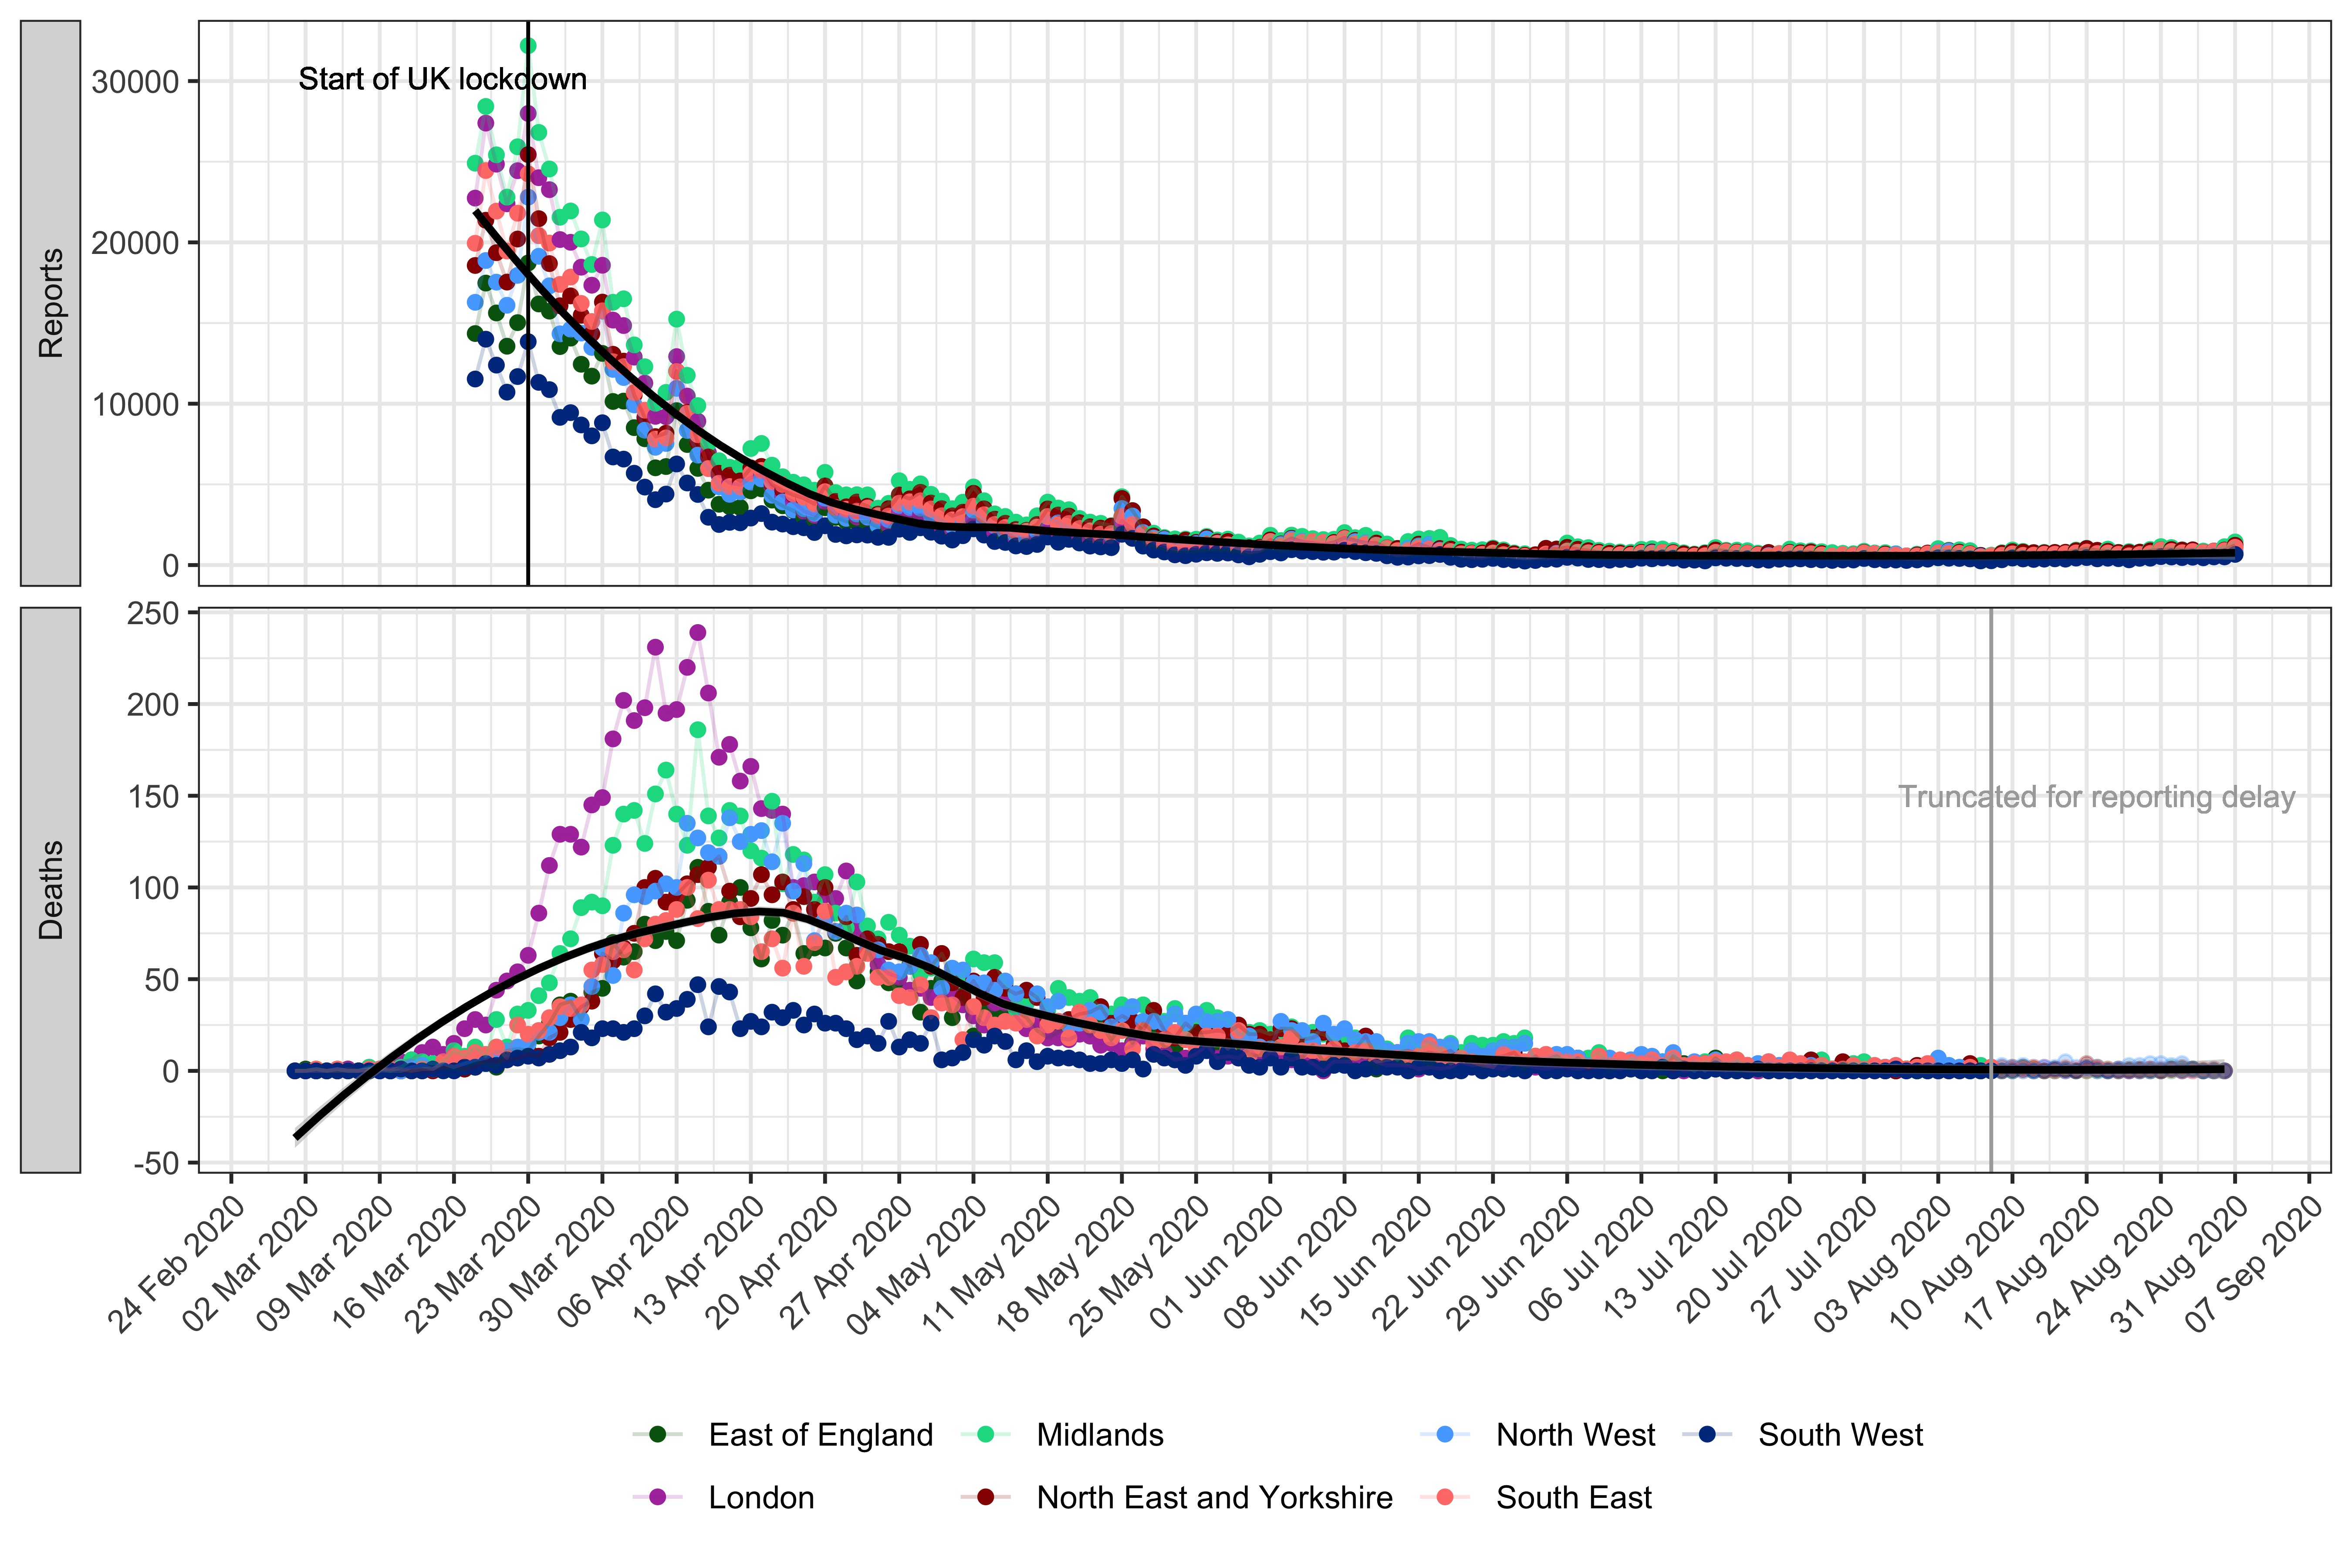 Reports
30000
20000
10000
0
Start of UK lockdown
Deaths
250
200
150
100
50
0
-50
Truncated for reporting delay
24 Feb 2020
02 Mar 2020
09 Mar 2020
16 Mar 2020
23 Mar 2020
30 Mar 2020
06 Apr 2020
13 Apr 2020
20 Apr 2020
27 Apr 2020
04 May 2020
11 May 2020
18 May 2020
25 May 2020
01 Jun 2020
08 Jun 2020
15 Jun 2020
22 Jun 2020
29 Jun 2020
06 Jul 2020
13 Jul 2020
20 Jul 2020
27 Jul 2020
03 Aug 2020
10 Aug 2020
17 Aug 2020
24 Aug 2020
31 Aug 2020
07 Sep 2020
East of England
Midlands
North West
South West
London
North East and Yorkshire
South East